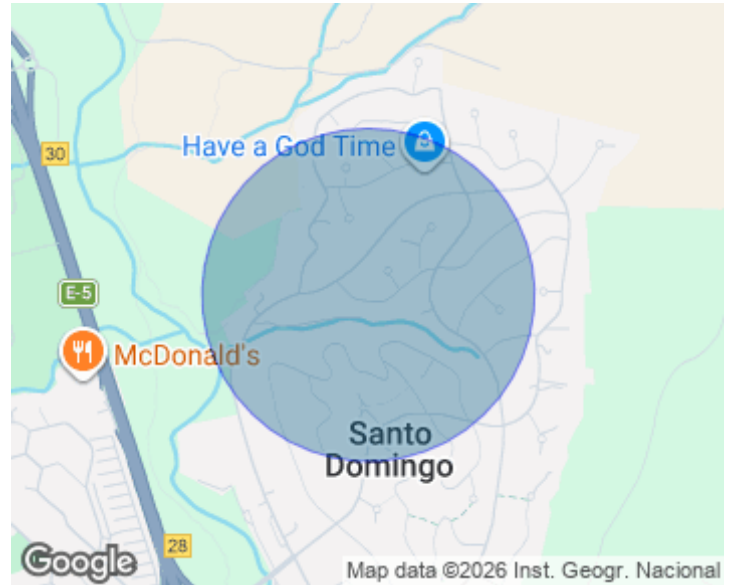 Have a God Time
30
E-5
McDonald's
Santo
Domingo
28
Google
Map data ©2026 Inst. Geogr. Nacional